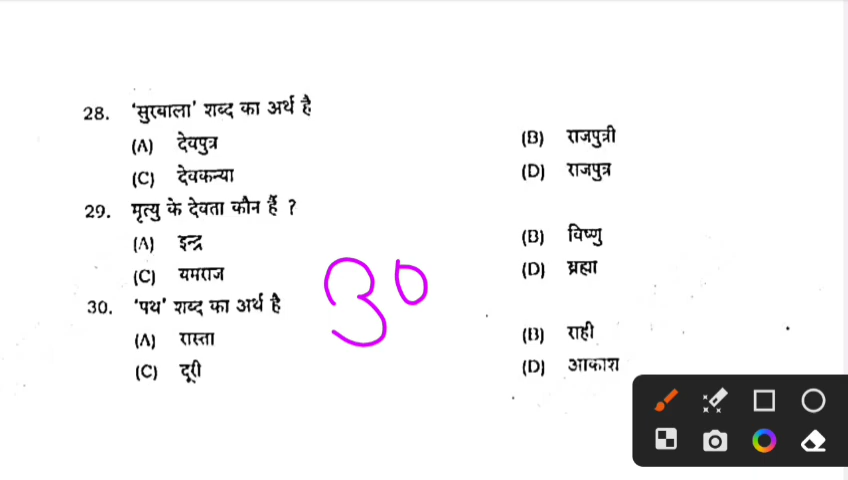 28. 'सुरबाला' शब्द का अर्थ है
(A) देवपुत्र (B) राजपुत्री
(C) देवकन्या (D) राजपुत्र
29. मृत्यु के देवता कौन हैं ?
(A) इन्द्र (B) विष्णु
(C) यमराज (D) ब्रह्मा
30. 'पथ' शब्द का अर्थ है
(A) रास्ता (B) राही
(C) दूरी (D) आकाश
30